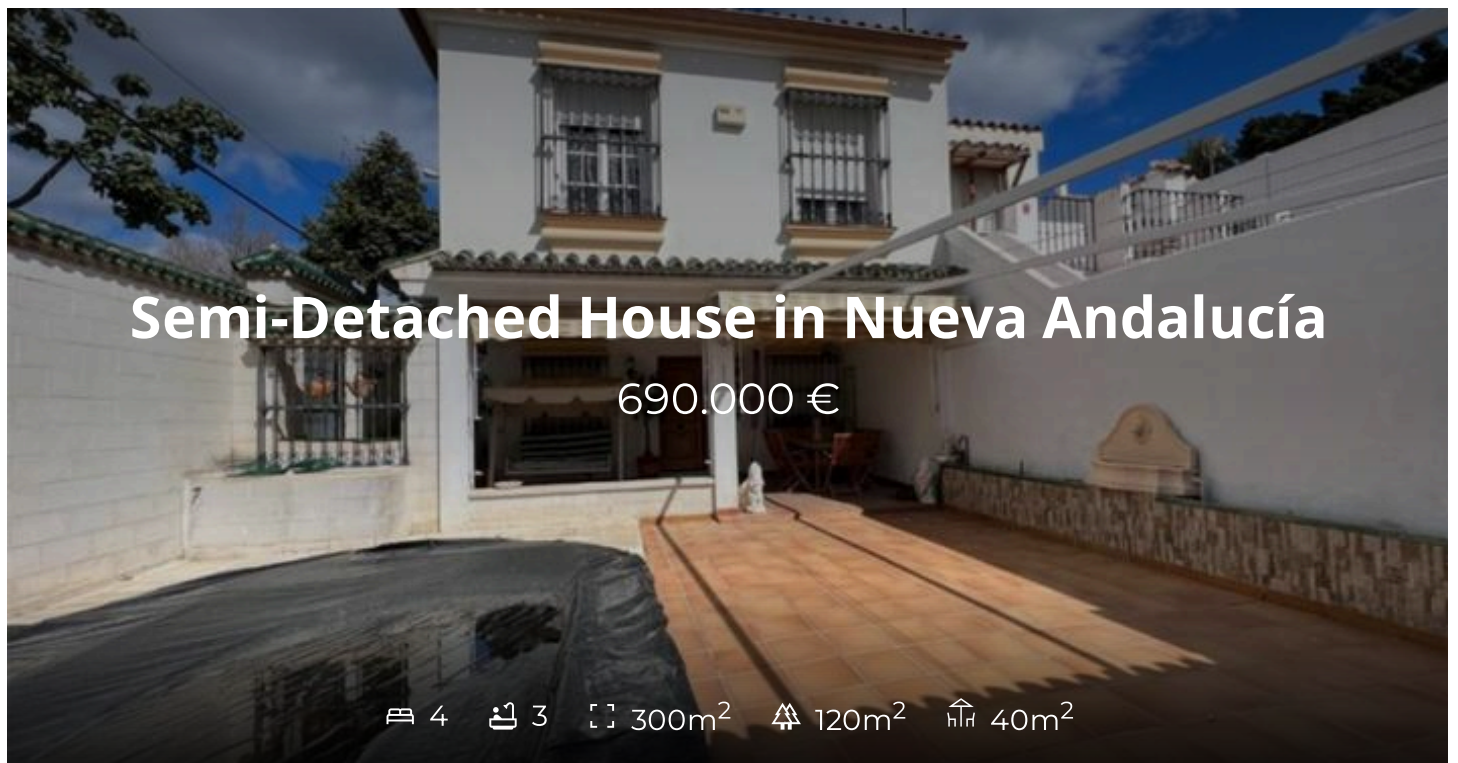 Semi-Detached House in Nueva Andalucía
690.000 €
4 3 300m² 120m² 40m²